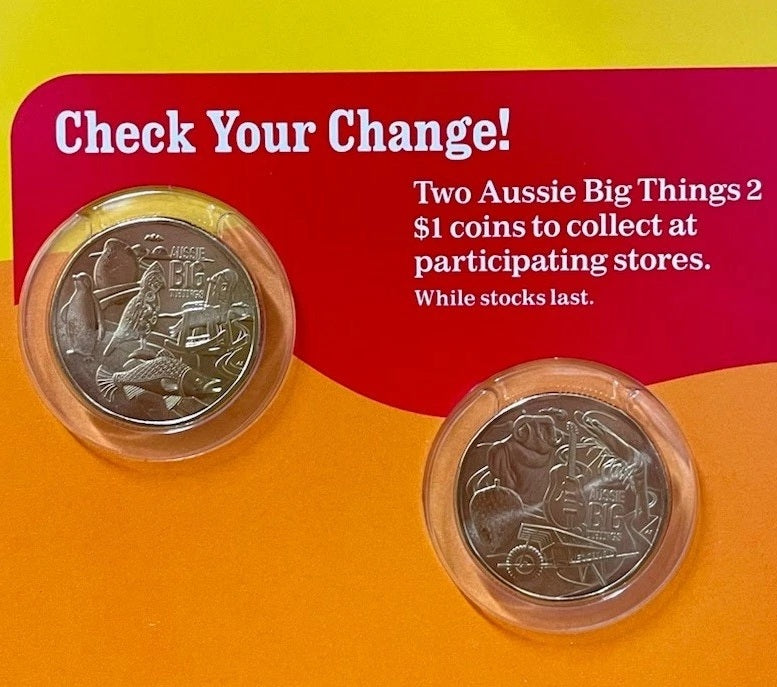 Check Your Change!
Two Aussie Big Things 2
$1 coins to collect at
participating stores.
While stocks last.
AUSSIE
BIG
THINGS
AUSSIE
BIG
THINGS